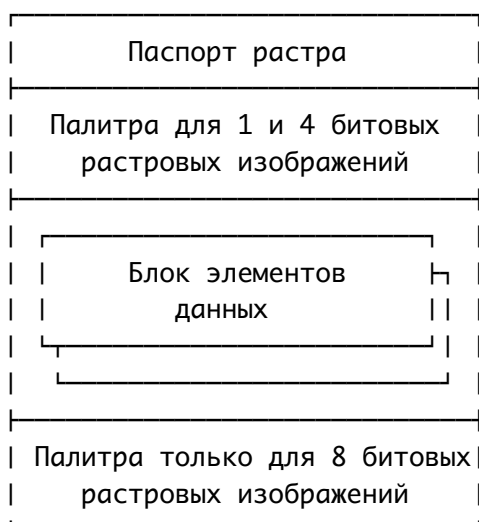 Паспорт растра
Палитра для 1 и 4 битовых
растровых изображений
Блок элементов
данных
Палитра только для 8 битовых
растровых изображений